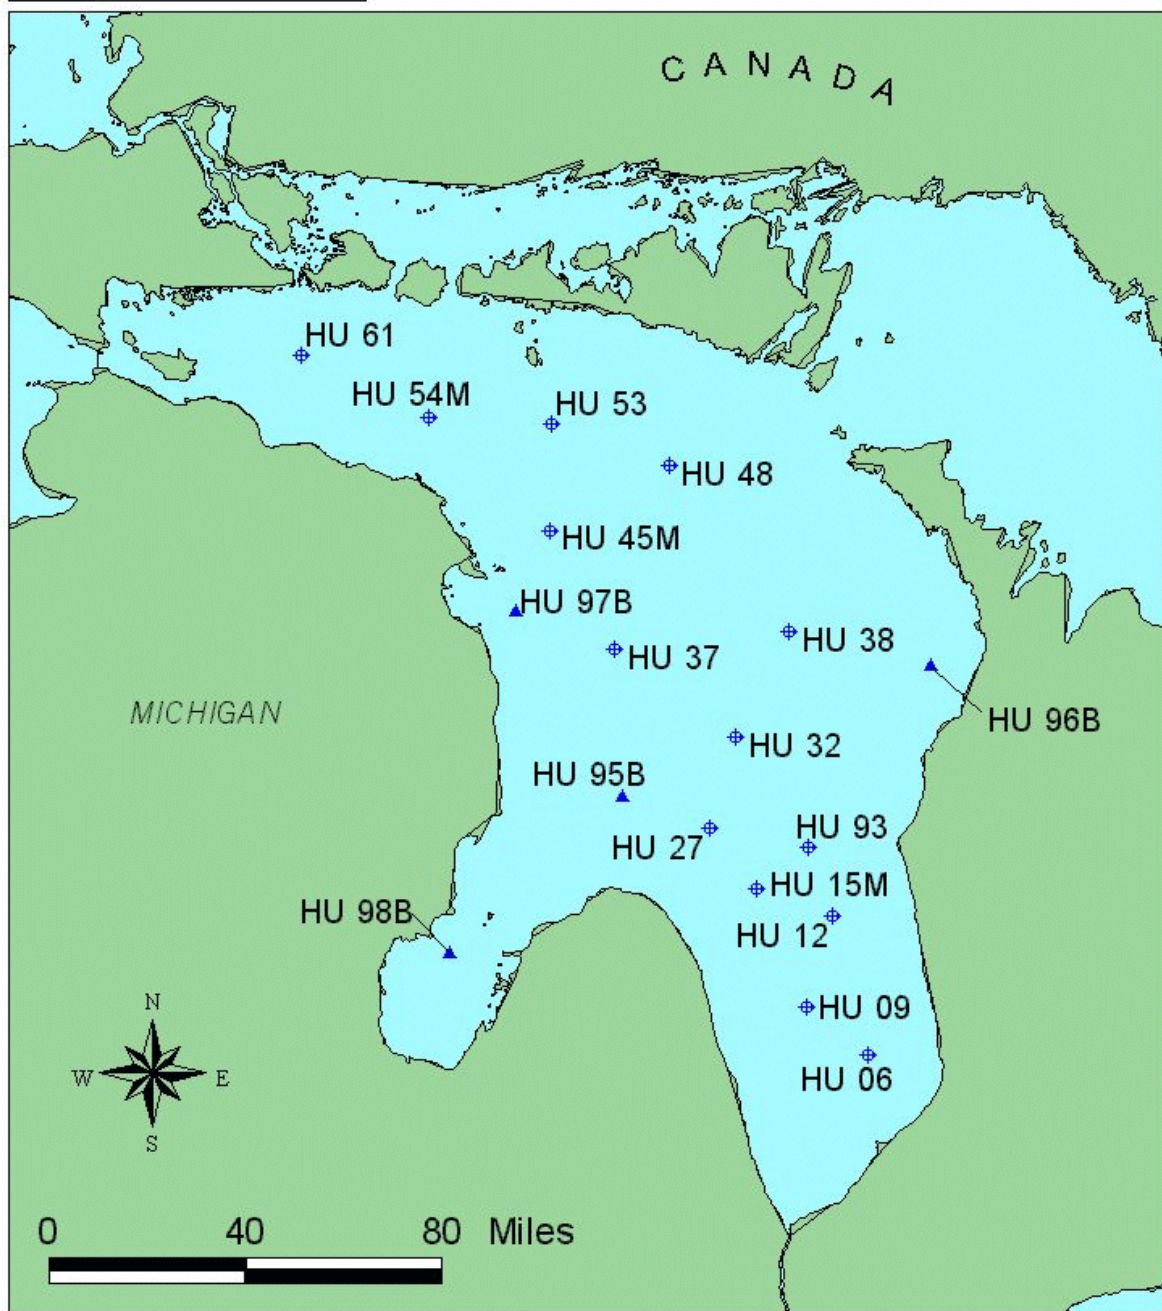 CANADA
HU 61
HU 54M
HU 53
HU 48
HU 45M
HU 97B
HU 38
HU 37
MICHIGAN
HU 96B
HU 32
HU 95B
HU 93
HU 27
HU 15M
HU 98B
HU 12
N
HU 09
W E
HU 06
S
0 40 80 Miles